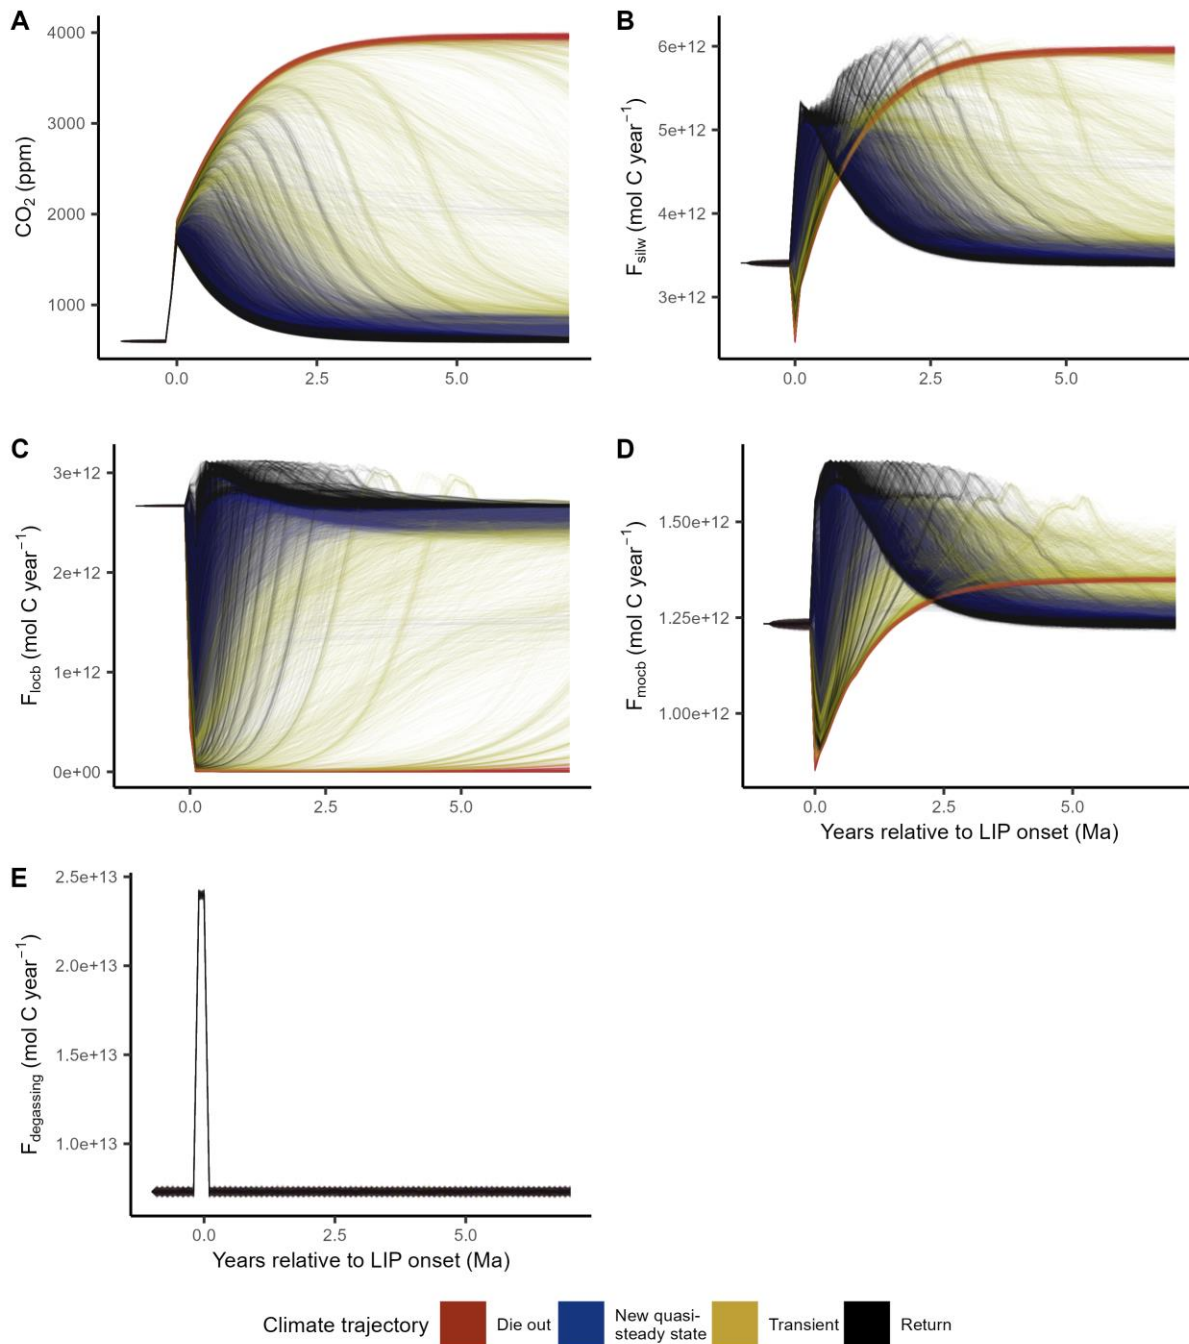 A
CO2 (ppm)
4000
3000
2000
1000
0.0 2.5 5.0
B
Fsilw (mol C year−1)
6e+12
5e+12
4e+12
3e+12
0.0 2.5 5.0
C
Flocb (mol C year−1)
3e+12
2e+12
1e+12
0e+00
0.0 2.5 5.0
D
Fmocb (mol C year−1)
1.50e+12
1.25e+12
1.00e+12
0.0 2.5 5.0
Years relative to LIP onset (Ma)
E
Fdegassing (mol C year−1)
2.5e+13
2.0e+13
1.5e+13
1.0e+13
0.0 2.5 5.0
Years relative to LIP onset (Ma)
Climate trajectory Die out New quasi-
steady state Transient Return